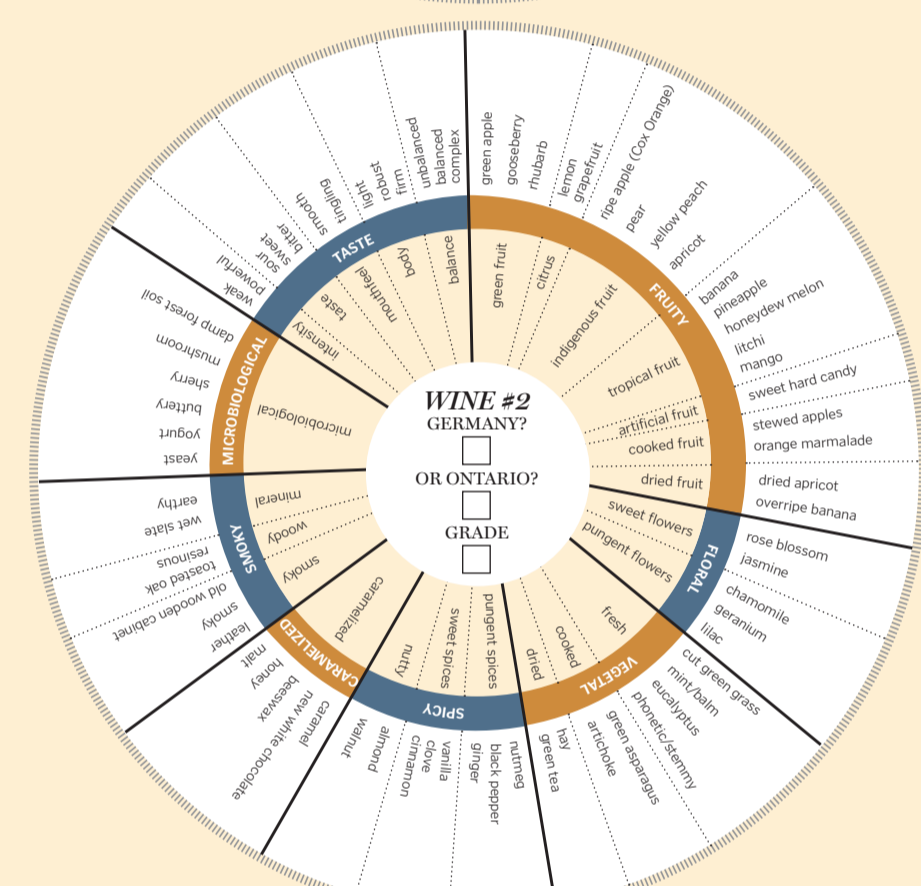 WINE #2
GERMANY?
OR ONTARIO?
GRADE
FRUITY
green fruit
green apple
gooseberry
rhubarb
citrus
lemon
grapefruit
indigenous fruit
ripe apple (Cox Orange)
pear
yellow peach
apricot
tropical fruit
banana
pineapple
honeydew melon
litchi
mango
artificial fruit
sweet hard candy
cooked fruit
stewed apples
orange marmalade
dried fruit
dried apricot
overripe banana
FLORAL
sweet flowers
rose blossom
jasmine
pungent flowers
chamomile
geranium
lilac
VEGETAL
fresh
cut green grass
mint/balm
eucalyptus
phonetic/stemmy
cooked
green asparagus
artichoke
dried
hay
green tea
SPICY
pungent spices
nutmeg
black pepper
ginger
sweet spices
vanilla
clove
cinnamon
nutty
almond
walnut
CARAMELIZED
caramelized
caramel
new white chocolate
beeswax
honey
malt
SMOKY
smoky
leather
smoky
old wooden cabinet
woody
toasted oak
resinous
mineral
wet slate
earthy
MICROBIOLOGICAL
microbiological
yeast
yogurt
buttery
sherry
mushroom
damp forest soil
TASTE
intensity
weak
powerful
taste
sour
sweet
bitter
mouthfeel
smooth
tingling
body
light
robust
firm
balance
unbalanced
balanced
complex